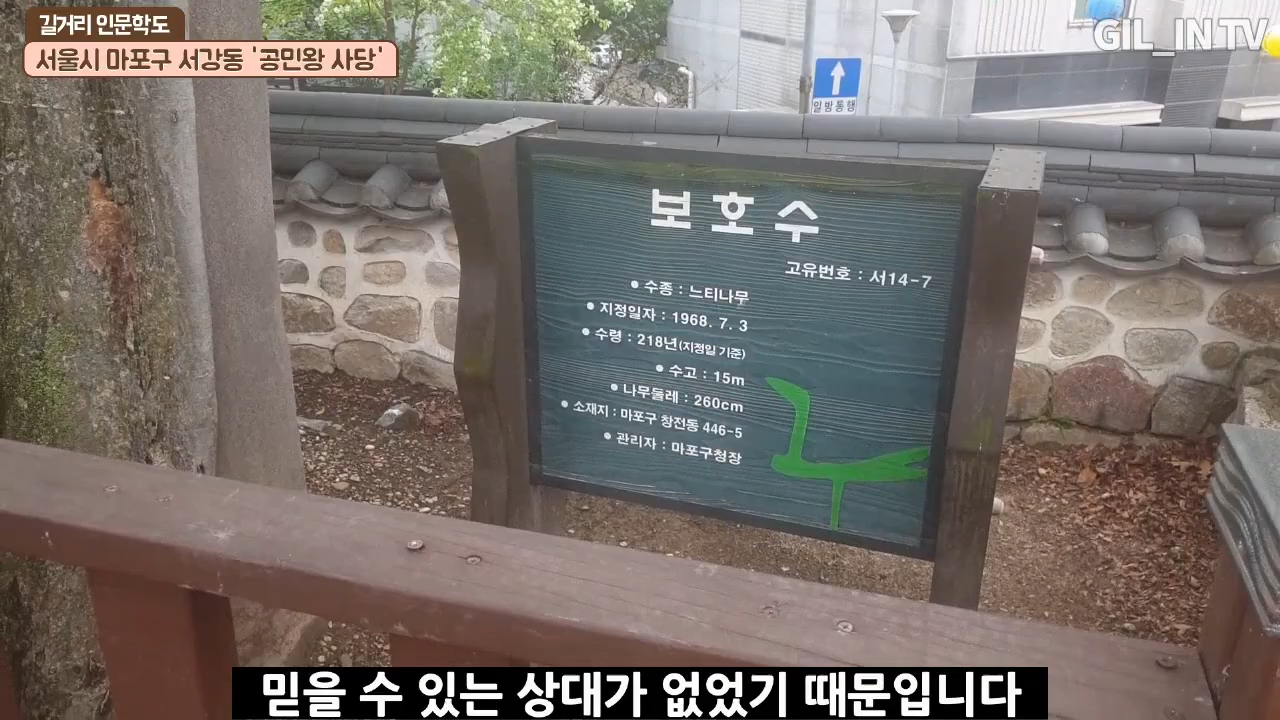 길거리 인문학도
서울시 마포구 서강동 '공민왕 사당'
GIL_IN TV
일방통행
보호수
고유번호 : 서14-7
• 수종 : 느티나무
• 지정일자 : 1968. 7. 3
• 수령 : 218년(지정일 기준)
• 수고 : 15m
• 나무둘레 : 260cm
• 소재지 : 마포구 창전동 446-5
• 관리자 : 마포구청장
믿을 수 있는 상대가 없었기 때문입니다